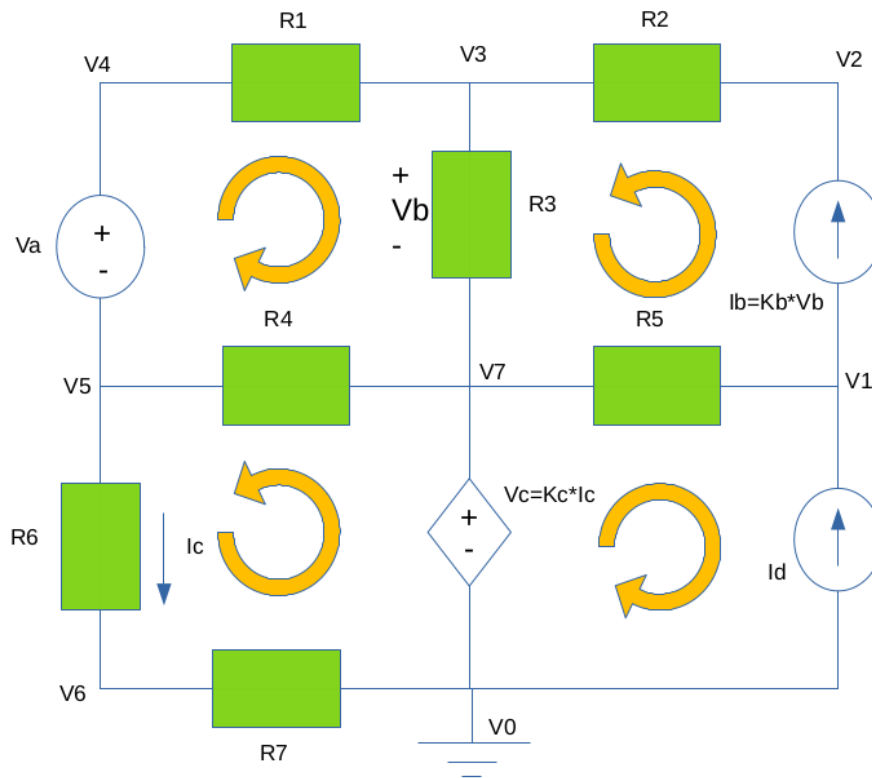 R1
R2
V4
V3
V2
+
Vb
-
R3
Va
+
-
Ib=Kb*Vb
R4
R5
V5
V7
V1
Vc=Kc*Ic
+
-
R6
Ic
Id
V6
V0
R7